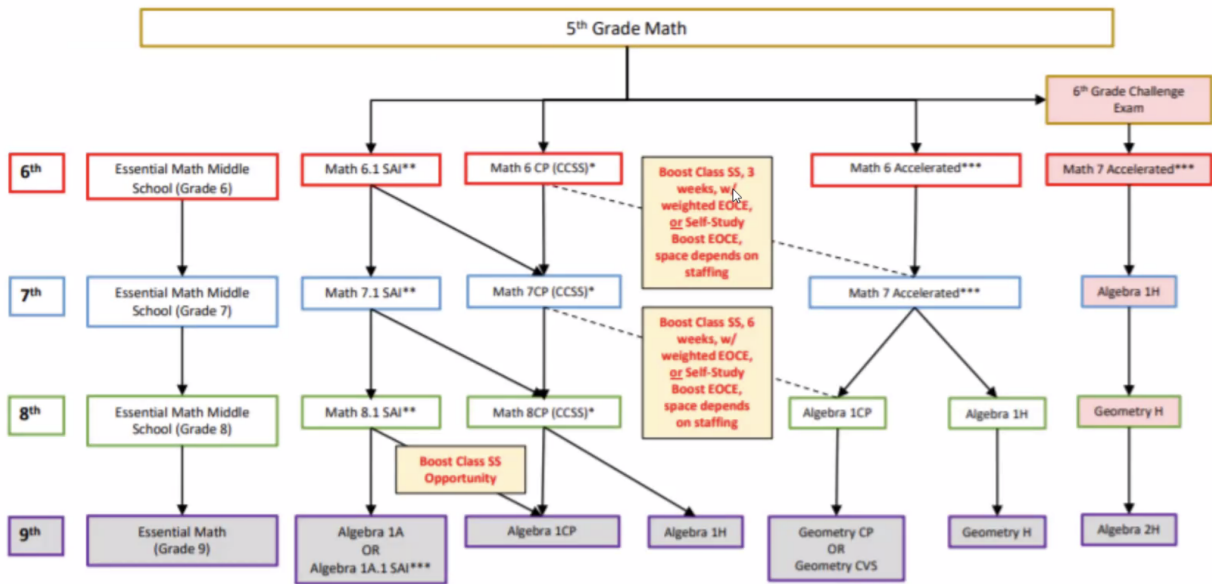 5th Grade Math
6th Grade Challenge
Exam
6th
Essential Math Middle
School (Grade 6)
Math 6.1 SAI**
Math 6 CP (CCSS)*
Boost Class SS, 3
weeks, w/
weighted EOCE,
or Self-Study
Boost EOCE,
space depends on
staffing
Math 6 Accelerated***
Math 7 Accelerated***
7th
Essential Math Middle
School (Grade 7)
Math 7.1 SAI**
Math 7CP (CCSS)*
Math 7 Accelerated***
Algebra 1H
Boost Class SS, 6
weeks, w/
weighted EOCE,
or Self-Study
Boost EOCE,
space depends
on staffing
8th
Essential Math Middle
School (Grade 8)
Math 8.1 SAI**
Math 8CP (CCSS)*
Algebra 1CP
Algebra 1H
Geometry H
Boost Class SS
Opportunity
9th
Essential Math
(Grade 9)
Algebra 1A
OR
Algebra 1A.1 SAI***
Algebra 1CP
Algebra 1H
Geometry CP
OR
Geometry CVS
Geometry H
Algebra 2H